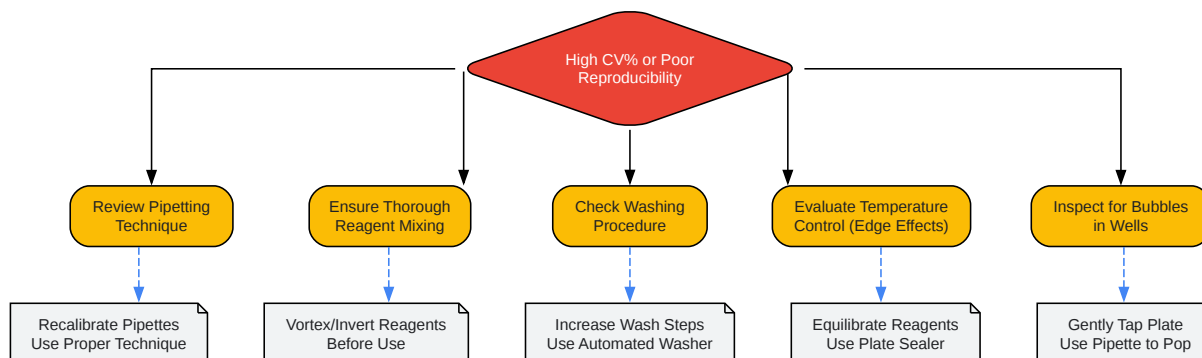 High CV% or Poor
Reproducibility
Review Pipetting
Technique
Ensure Thorough
Reagent Mixing
Check Washing
Procedure
Evaluate Temperature
Control (Edge Effects)
Inspect for Bubbles
in Wells
Recalibrate Pipettes
Use Proper Technique
Vortex/Invert Reagents
Before Use
Increase Wash Steps
Use Automated Washer
Equilibrate Reagents
Use Plate Sealer
Gently Tap Plate
Use Pipette to Pop